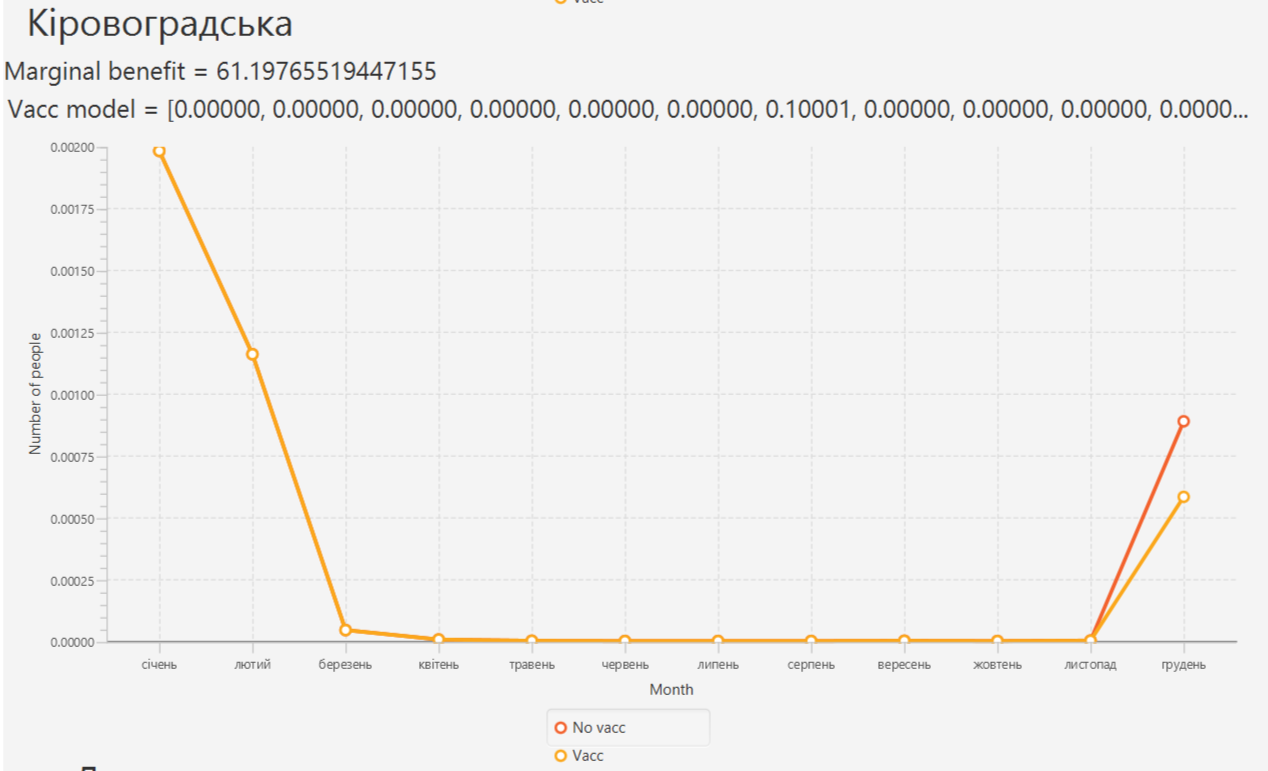 Vacc
Кіровоградська
Marginal benefit = 61.19765519447155
Vacc model = [0.00000, 0.00000, 0.00000, 0.00000, 0.00000, 0.00000, 0.10001, 0.00000, 0.00000, 0.00000, 0.0000...
0.00200
0.00175
0.00150
0.00125
0.00100
0.00075
0.00050
0.00025
0.00000
Number of people
січень лютий березень квітень травень червень липень серпень вересень жовтень листопад грудень
Month
No vacc
Vacc